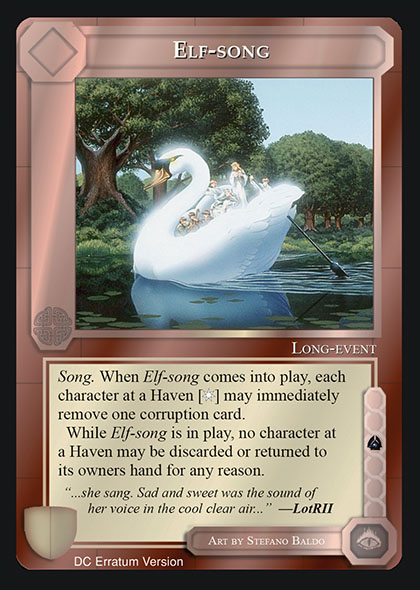 Elf-song
Long-event
Song. When Elf-song comes into play, each
character at a Haven [] may immediately
remove one corruption card.
While Elf-song is in play, no character at
a Haven may be discarded or returned to
its owners hand for any reason.
“...she sang. Sad and sweet was the sound of
her voice in the cool clear air...” —LotRII
Art by Stefano Baldo
DC Erratum Version